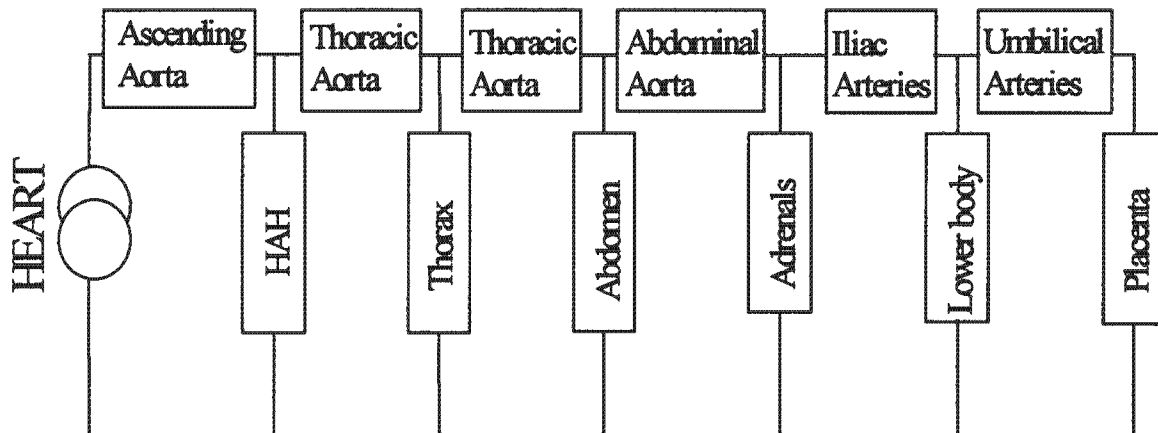 Ascending
Aorta
Thoracic
Aorta
Thoracic
Aorta
Abdominal
Aorta
Iliac
Arteries
Umbilical
Arteries
HEART
HAH
Thorax
Abdomen
Adrenals
Lower body
Placenta